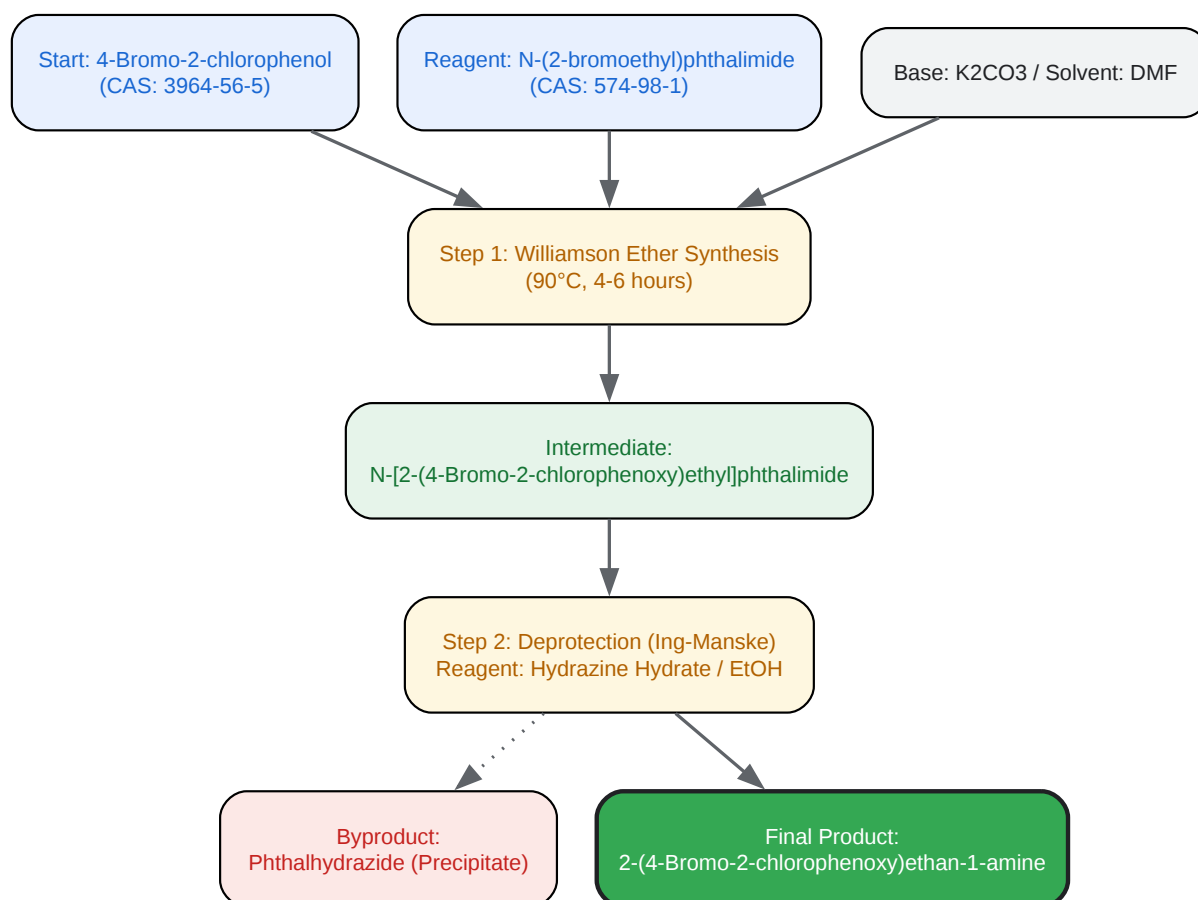 Start: 4-Bromo-2-chlorophenol
(CAS: 3964-56-5)
Reagent: N-(2-bromoethyl)phthalimide
(CAS: 574-98-1)
Base: K2CO3 / Solvent: DMF
Step 1: Williamson Ether Synthesis
(90°C, 4-6 hours)
Intermediate:
N-[2-(4-Bromo-2-chlorophenoxy)ethyl]phthalimide
Step 2: Deprotection (Ing-Manske)
Reagent: Hydrazine Hydrate / EtOH
Byproduct:
Phthalhydrazide (Precipitate)
Final Product:
2-(4-Bromo-2-chlorophenoxy)ethan-1-amine